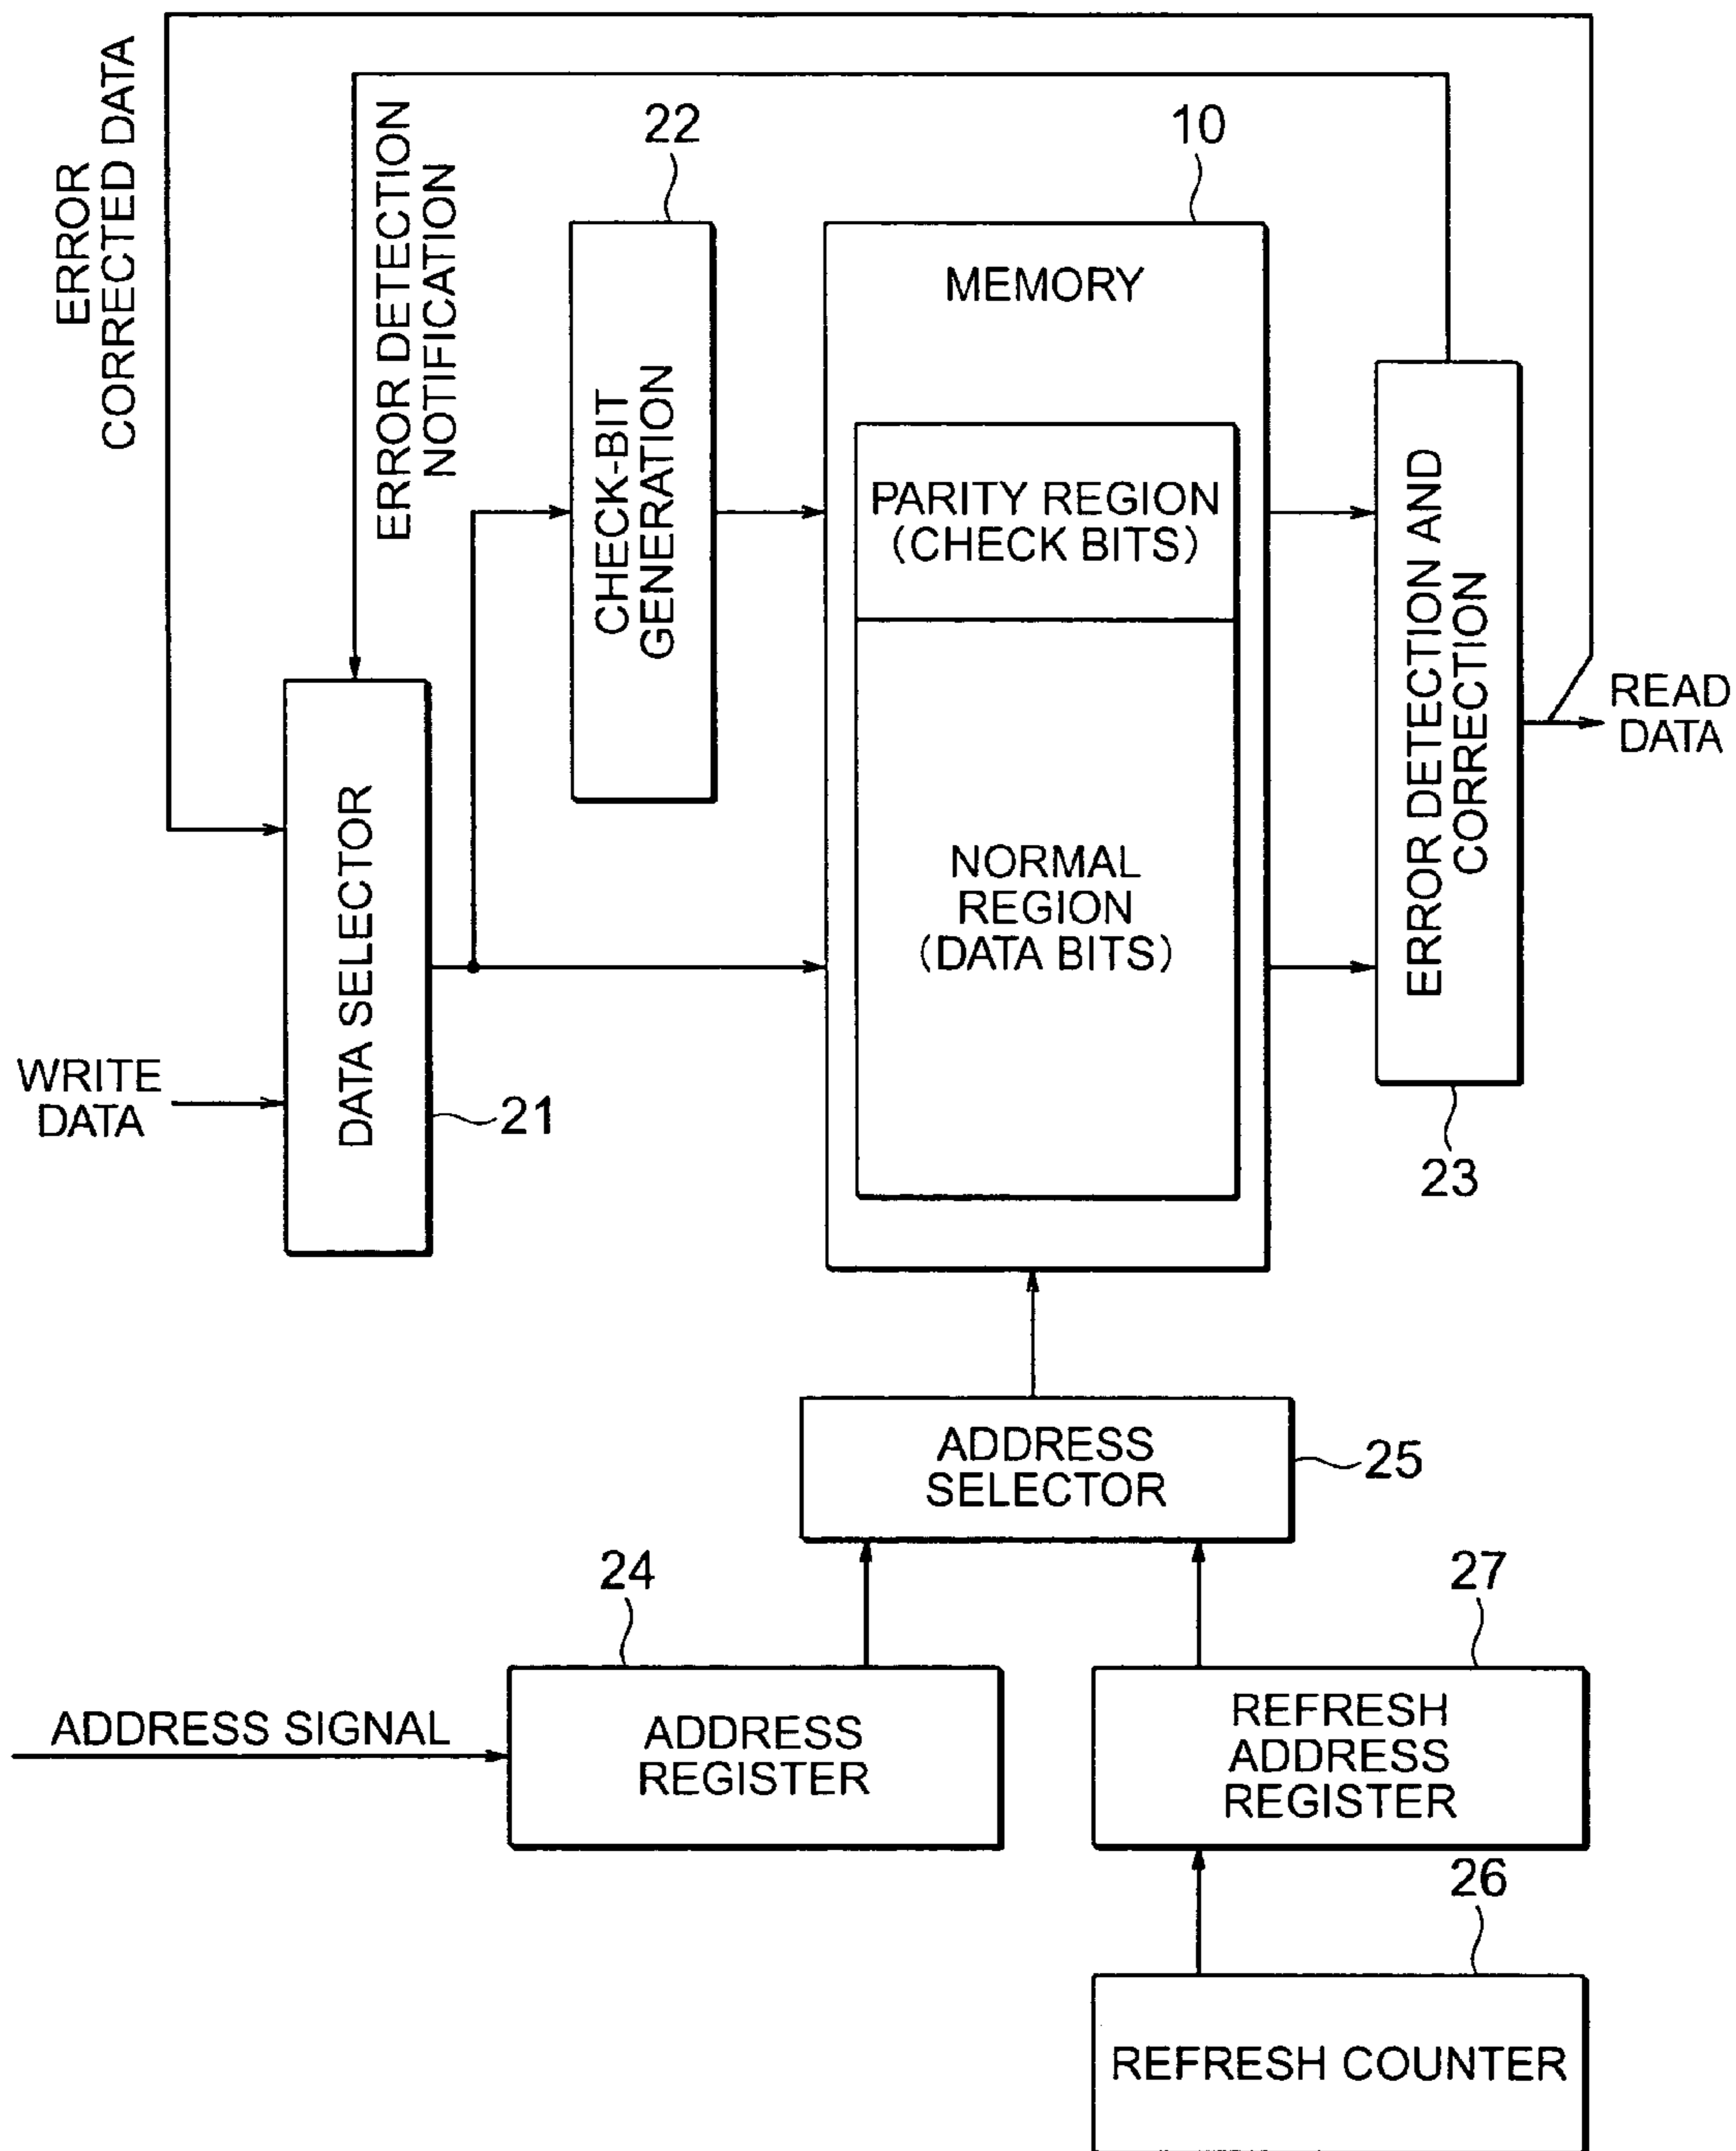 ERROR
CORRECTED DATA
ERROR DETECTION
NOTIFICATION
22
10
CHECK-BIT
GENERATION
MEMORY
PARITY REGION
(CHECK BITS)
NORMAL
REGION
(DATA BITS)
ERROR DETECTION AND
CORRECTION
READ
DATA
DATA SELECTOR
WRITE
DATA
21
23
ADDRESS
SELECTOR
25
24
27
ADDRESS SIGNAL
ADDRESS
REGISTER
REFRESH
ADDRESS
REGISTER
26
REFRESH COUNTER